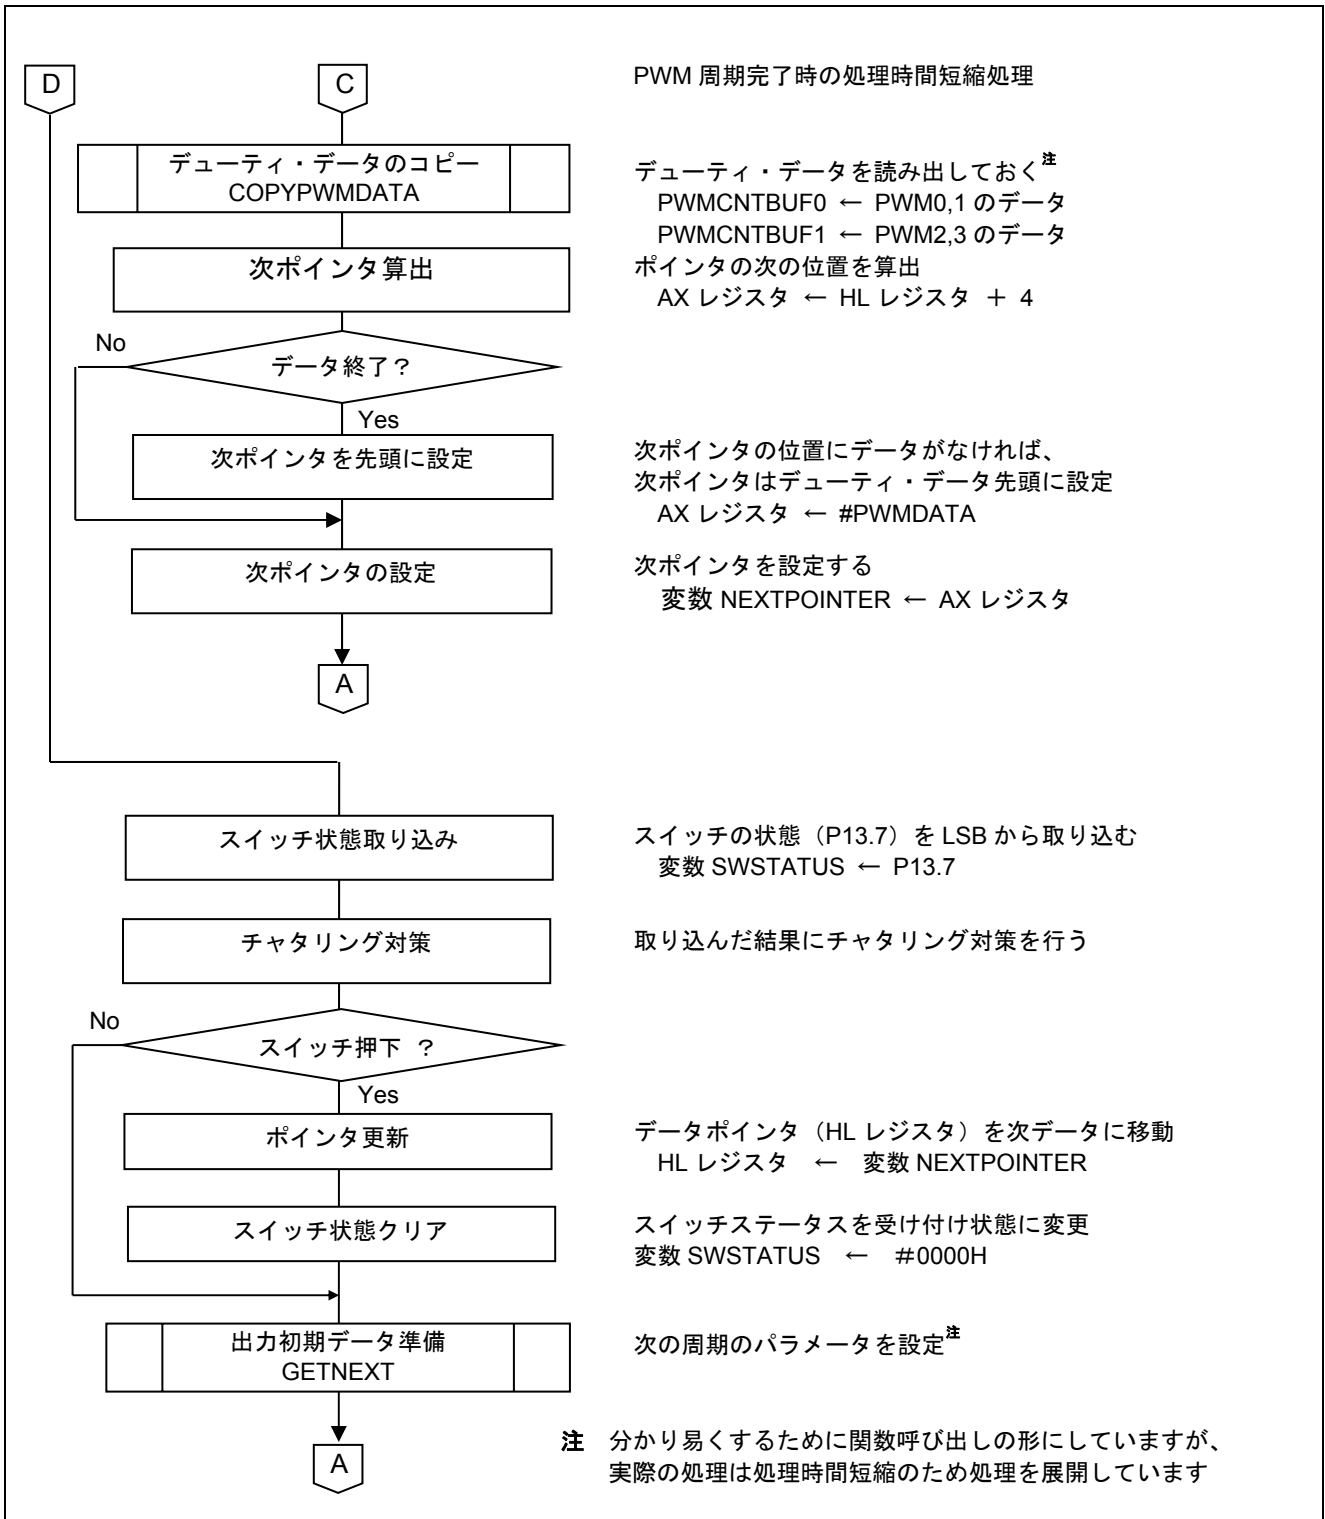 D
C
PWM 周期完了時の処理時間短縮処理
デューティ・データのコピー
COPYPWMDATA
デューティ・データを読み出しておく注
PWMCNTBUF0 ← PWM0,1 のデータ
PWMCNTBUF1 ← PWM2,3 のデータ
次ポインタ算出
ポインタの次の位置を算出
AX レジスタ ← HL レジスタ + 4
No
データ終了？
Yes
次ポインタを先頭に設定
次ポインタの位置にデータがなければ、
次ポインタはデューティ・データ先頭に設定
AX レジスタ ← #PWMDATA
次ポインタの設定
次ポインタを設定する
変数 NEXTPOINTER ← AX レジスタ
A
スイッチ状態取り込み
スイッチの状態（P13.7）を LSB から取り込む
変数 SWSTATUS ← P13.7
チャタリング対策
取り込んだ結果にチャタリング対策を行う
No
スイッチ押下 ？
Yes
ポインタ更新
データポインタ（HL レジスタ）を次データに移動
HL レジスタ ← 変数 NEXTPOINTER
スイッチ状態クリア
スイッチステータスを受け付け状態に変更
変数 SWSTATUS ← ＃0000H
出力初期データ準備
GETNEXT
次の周期のパラメータを設定注
A
注 分かり易くするために関数呼び出しの形にしていますが、
実際の処理は処理時間短縮のため処理を展開しています